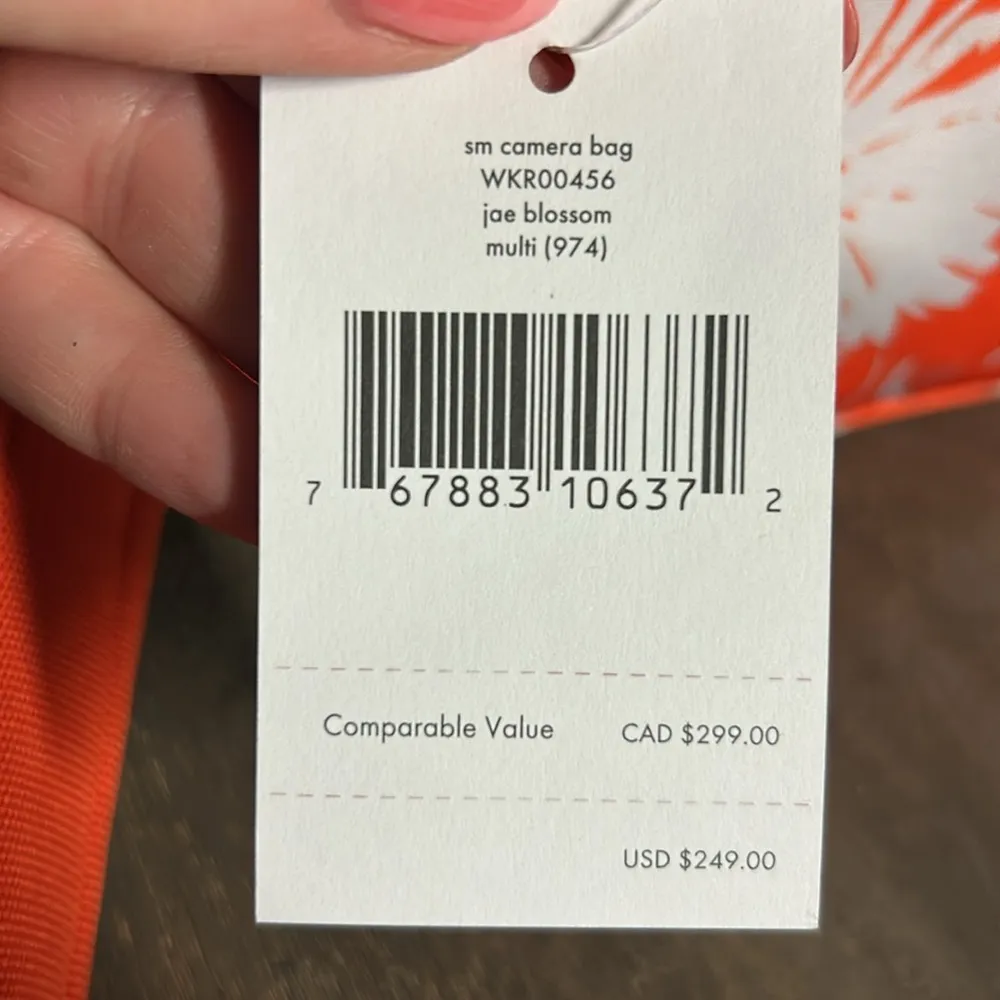 sm camera bag
WKR00456
jae blossom
multi (974)
7 67883 10637 2
Comparable Value CAD $299.00
USD $249.00